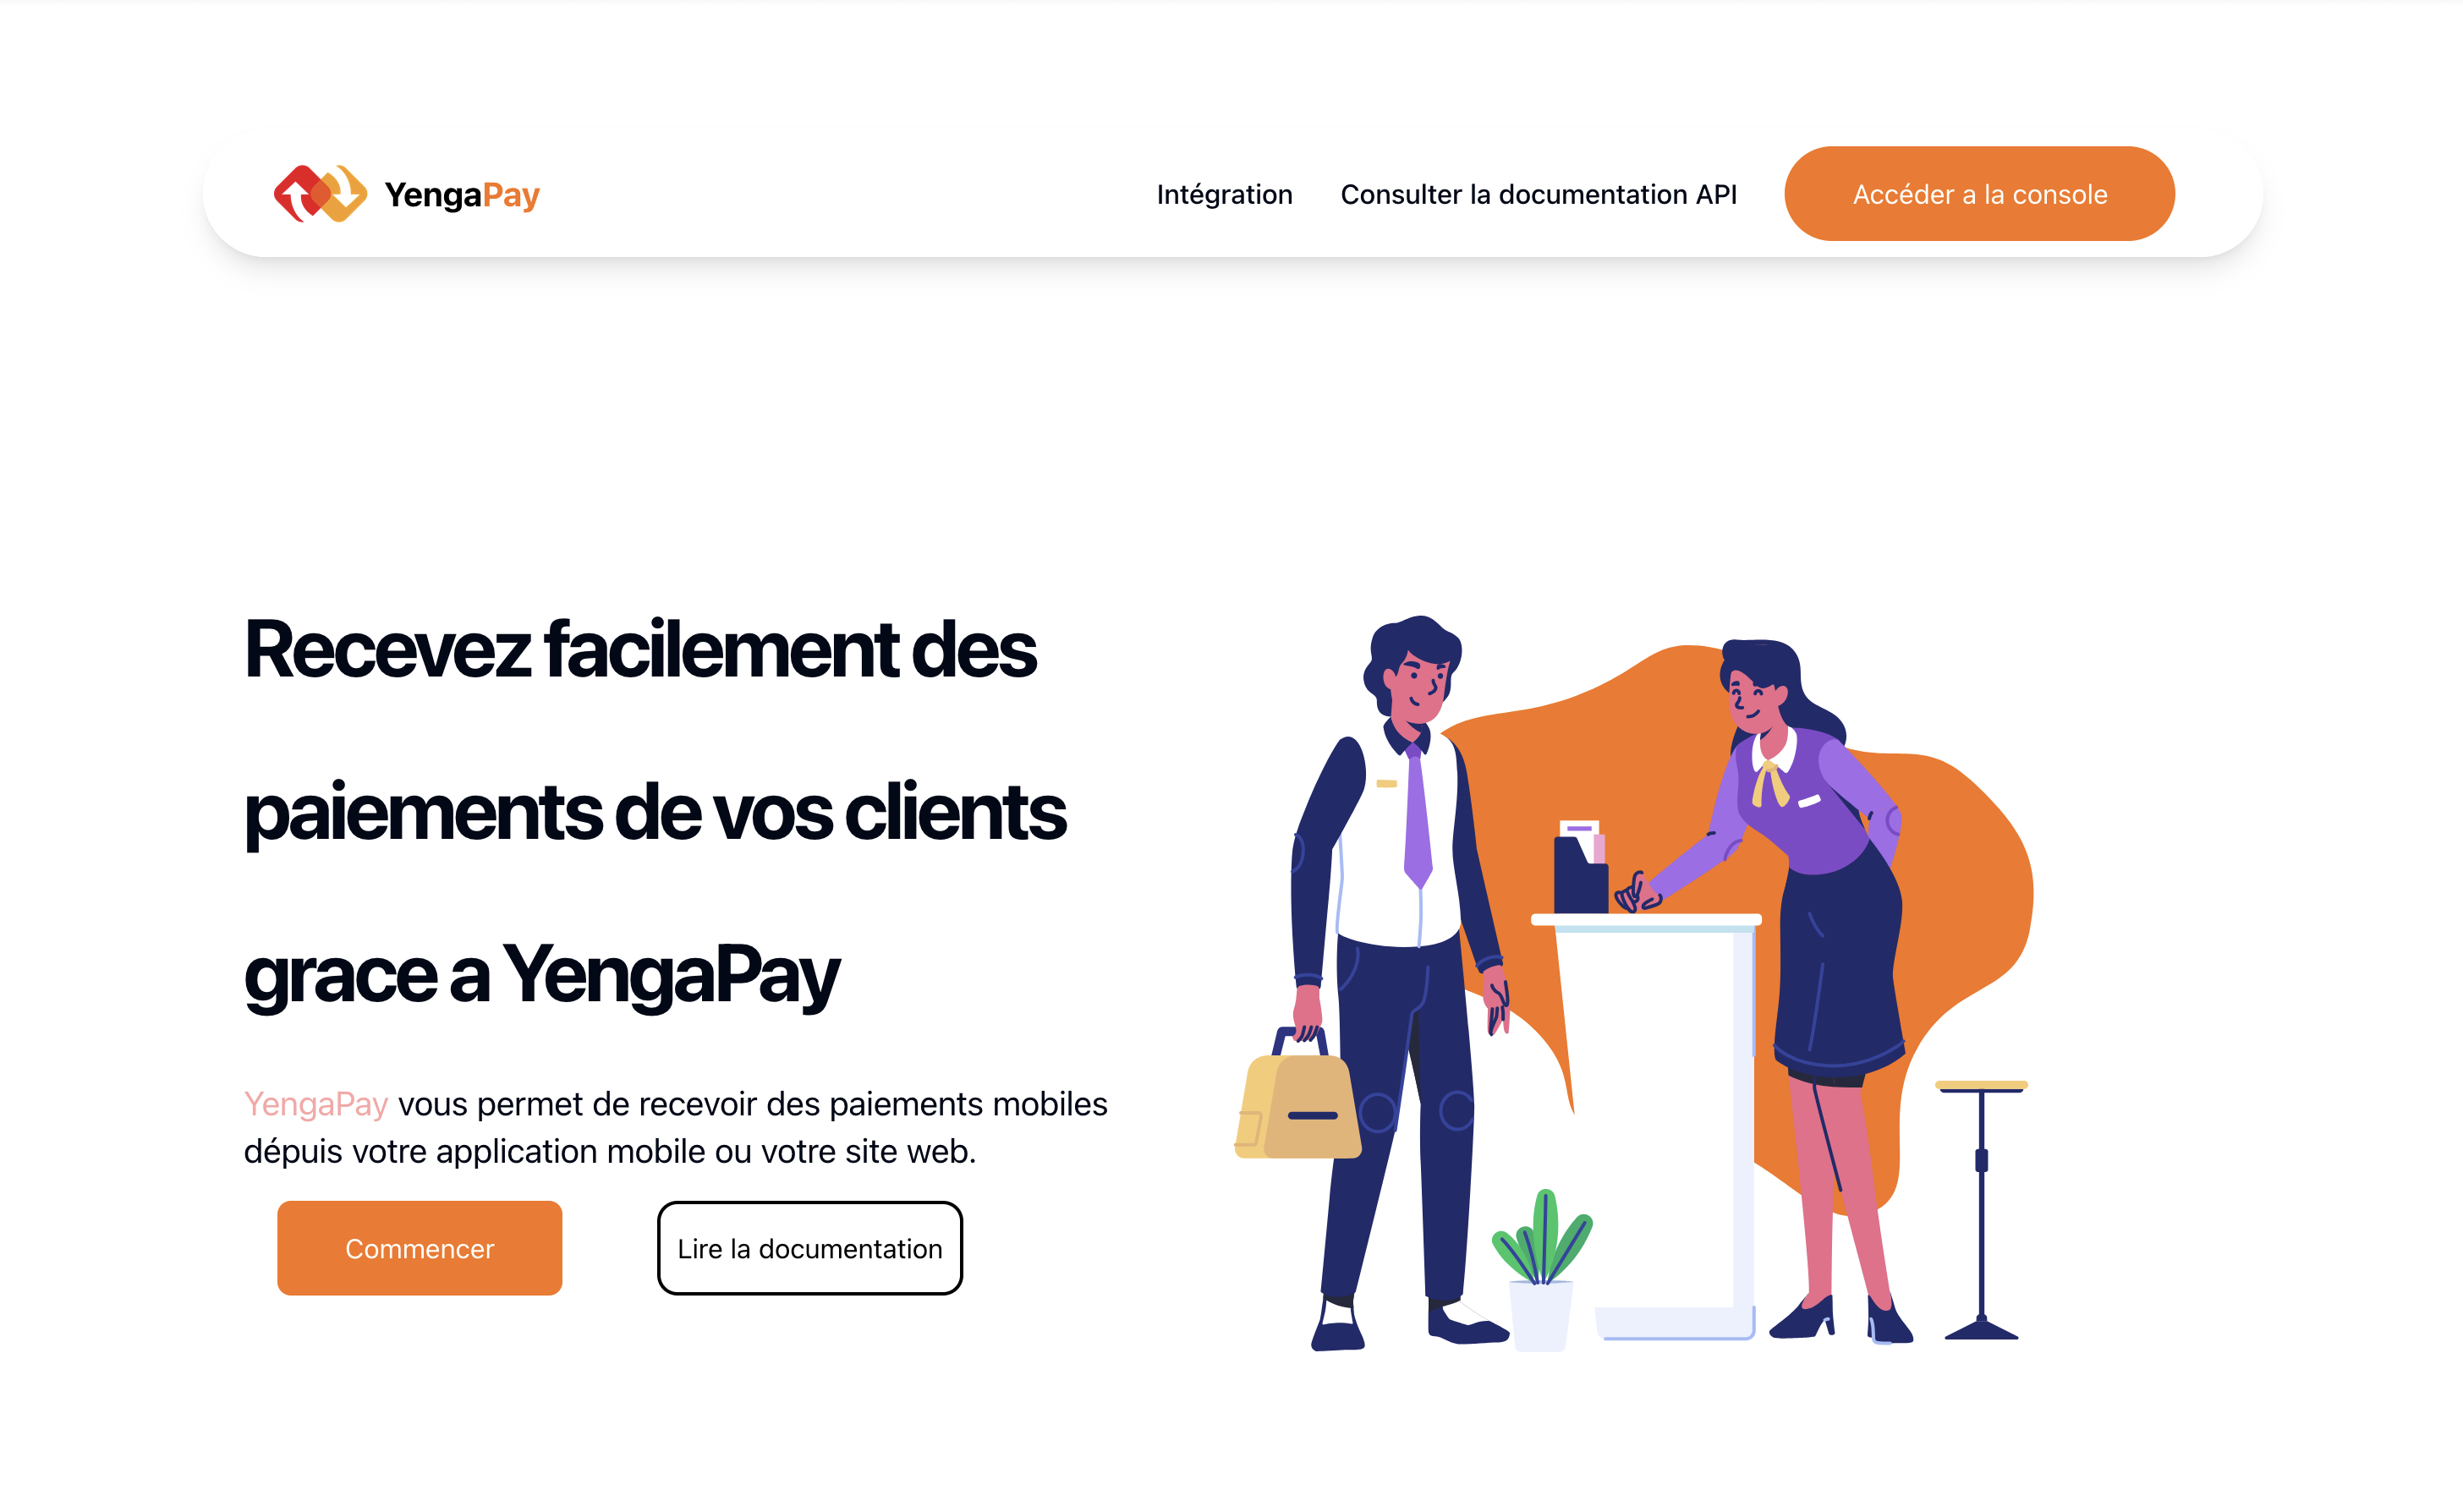 YengaPay
Intégration
Consulter la documentation API
Accéder a la console
Recevez facilement des
paiements de vos clients
grace a YengaPay
YengaPay vous permet de recevoir des paiements mobiles
dépuis votre application mobile ou votre site web.
Commencer
Lire la documentation